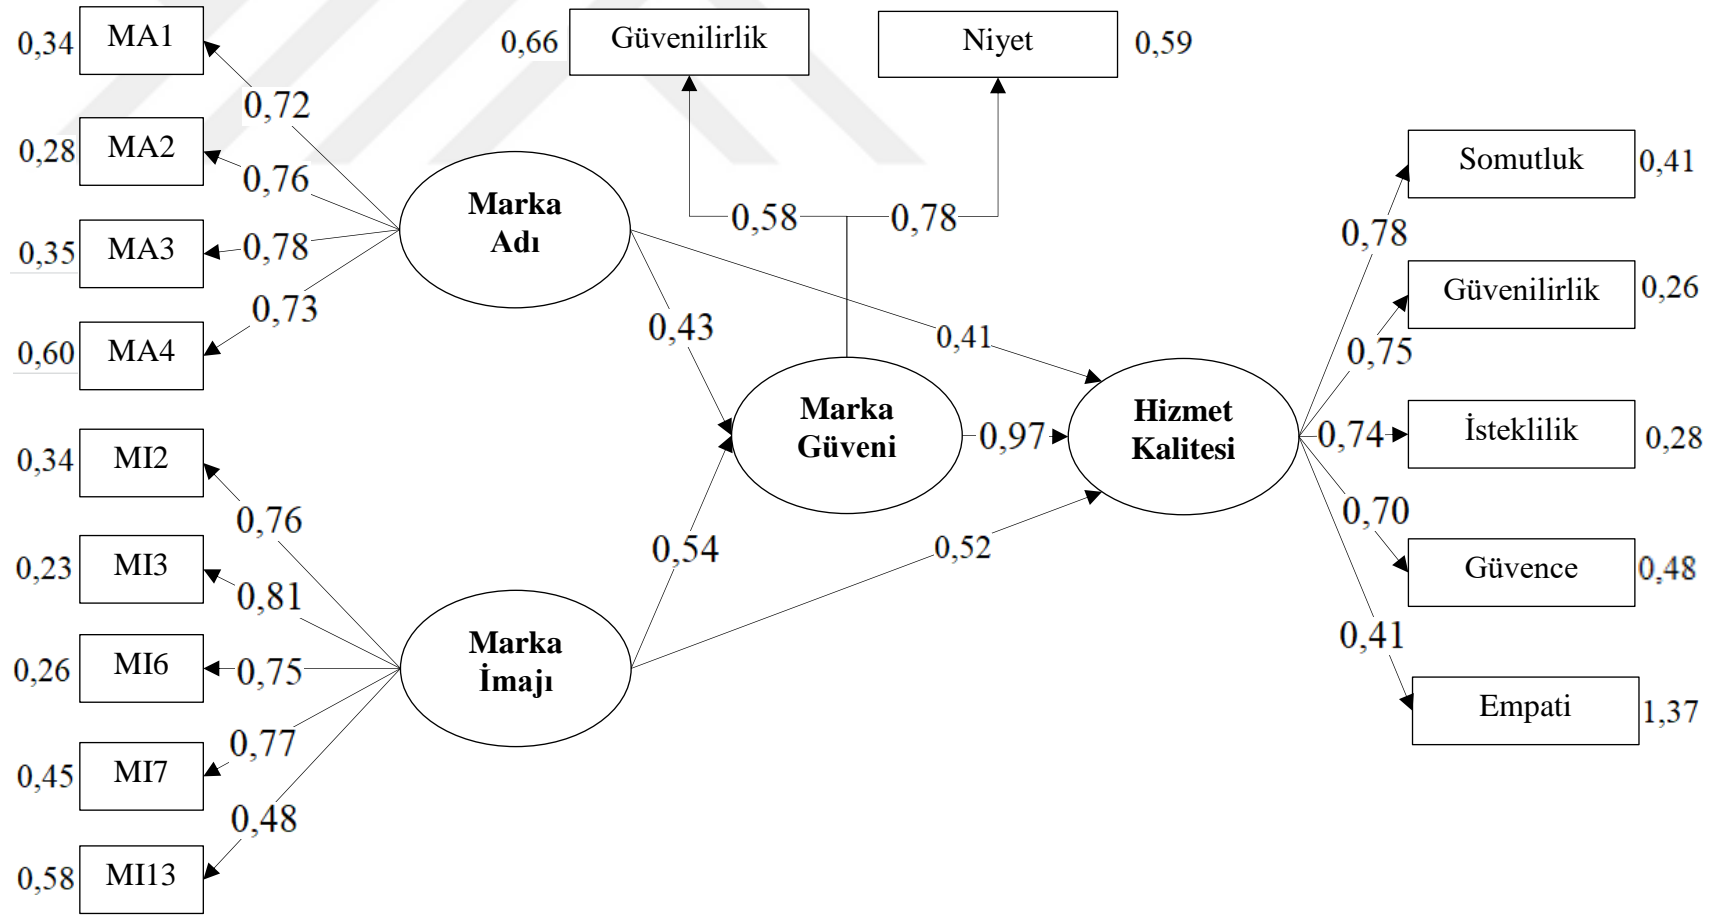 0,34 MA1
0,66 Güvenilirlik
Niyet 0,59
0,72
0,28 MA2
0,76
Somutluk 0,41
Marka
Adı
0,58
0,78
0,78
0,35 MA3
0,78
Güvenilirlik 0,26
0,73
0,43
0,41
0,60 MA4
0,75
Marka
Güveni
0,97
Hizmet
Kalitesi
0,74
İsteklilik 0,28
0,34 MI2
0,76
0,70
0,54
0,52
0,23 MI3
0,81
Güvence 0,48
Marka
İmajı
0,41
0,26 MI6
0,75
Empati 1,37
0,77
0,45 MI7
0,48
0,58 MI13